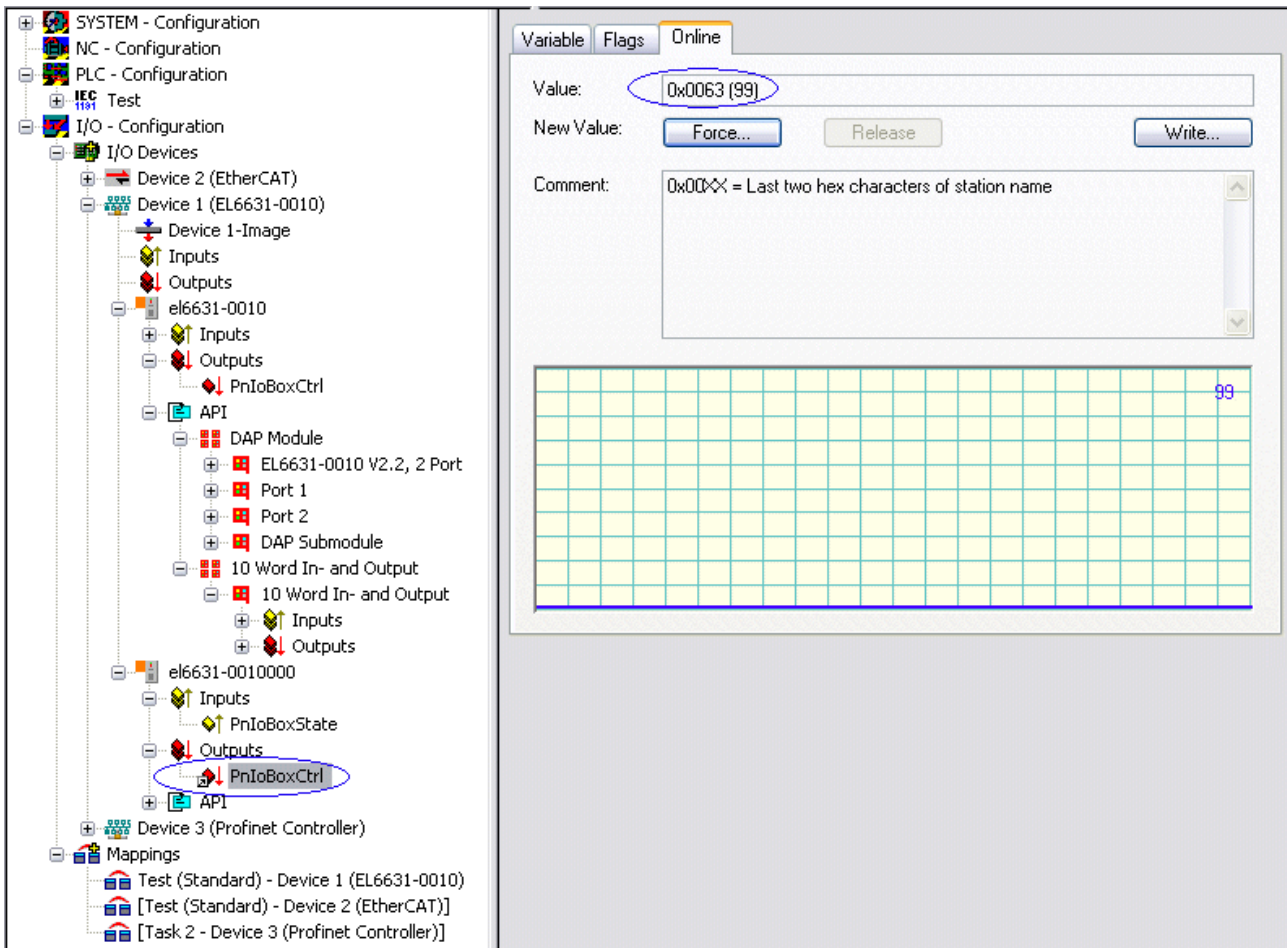 SYSTEM - Configuration
NC - Configuration
PLC - Configuration
IEC 1131 Test
I/O - Configuration
I/O Devices
Device 2 (EtherCAT)
Device 1 (EL6631-0010)
Device 1-Image
Inputs
Outputs
el6631-0010
Inputs
Outputs
PnIoBoxCtrl
API
DAP Module
EL6631-0010 V2.2, 2 Port
Port 1
Port 2
DAP Submodule
10 Word In- and Output
10 Word In- and Output
Inputs
Outputs
el6631-0010000
Inputs
PnIoBoxState
Outputs
PnIoBoxCtrl
API
Device 3 (Profinet Controller)
Mappings
Test (Standard) - Device 1 (EL6631-0010)
[Test (Standard) - Device 2 (EtherCAT)]
[Task 2 - Device 3 (Profinet Controller)]
Variable Flags Online
Value: 0x0063 (99)
New Value: Force... Release Write...
Comment: 0x00XX = Last two hex characters of station name
99